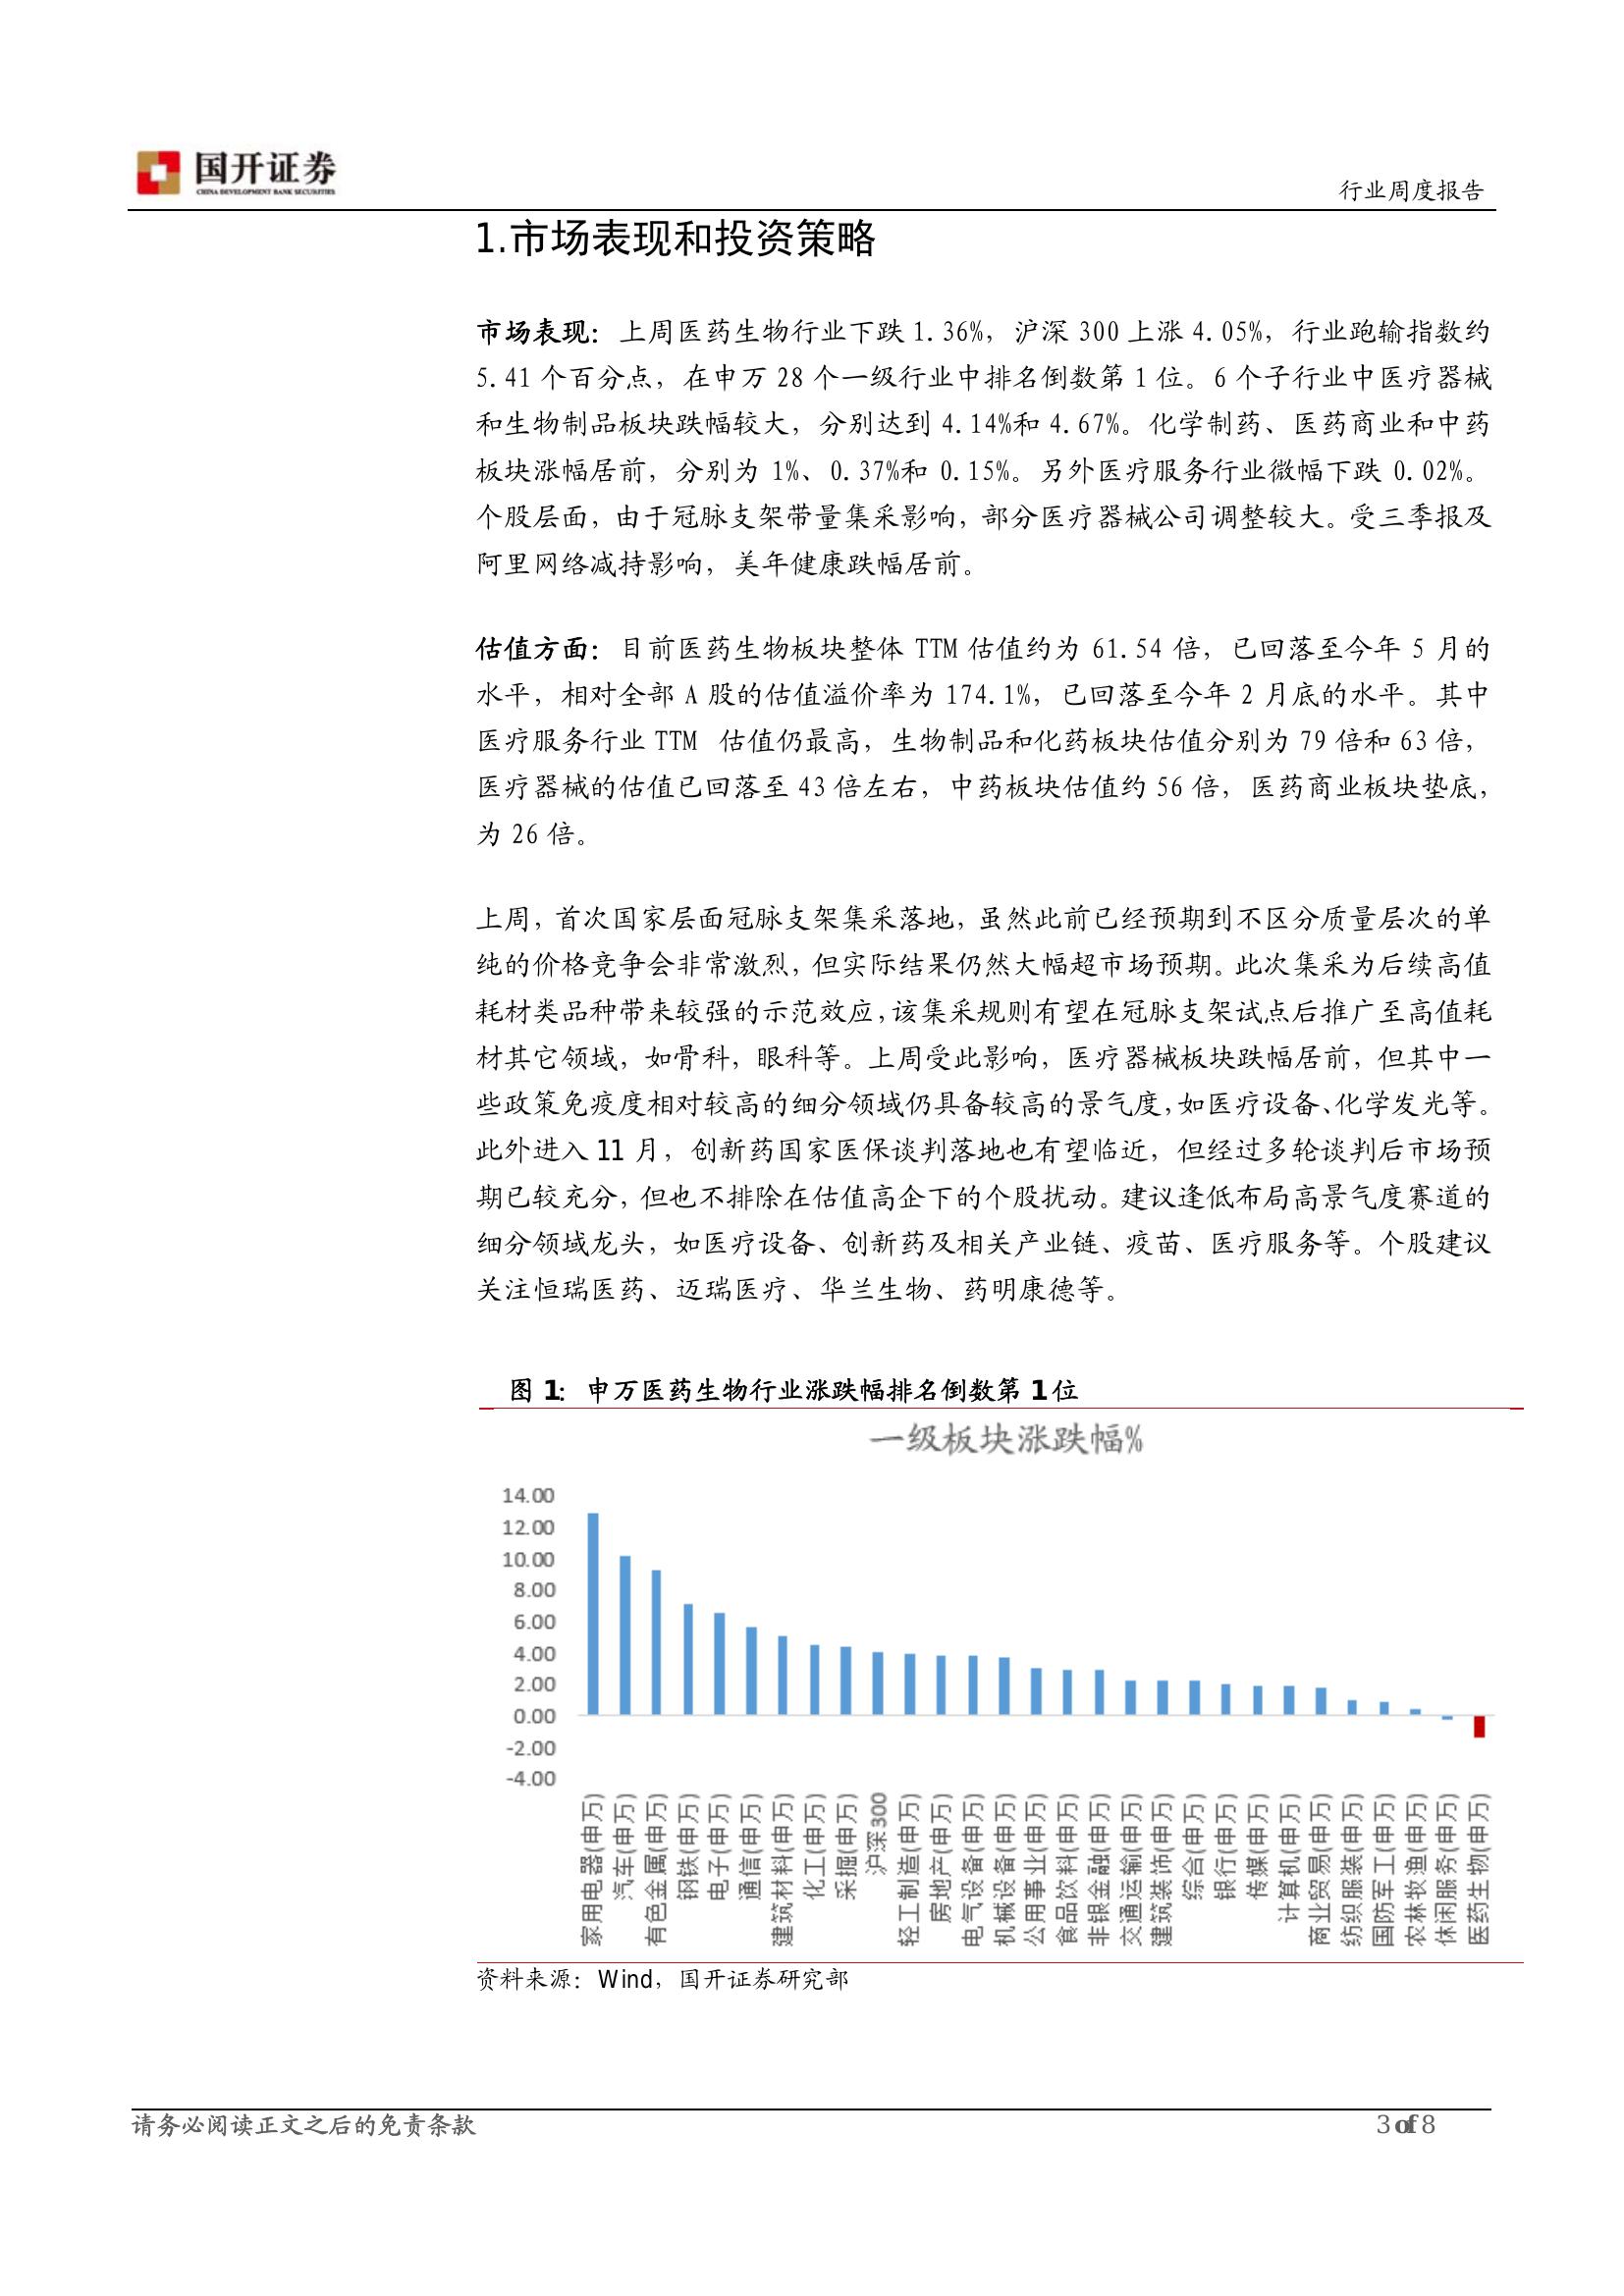 国开证券
CHINA DEVELOPMENT BANK SECURITIES
行业周度报告
1.市场表现和投资策略
市场表现：上周医药生物行业下跌 1.36%，沪深 300 上涨 4.05%，行业跑输指数约
5.41 个百分点，在申万 28 个一级行业中排名倒数第 1 位。6 个子行业中医疗器械
和生物制品板块跌幅较大，分别达到 4.14%和 4.67%。化学制药、医药商业和中药
板块涨幅居前，分别为 1%、0.37%和 0.15%。另外医疗服务行业微幅下跌 0.02%。
个股层面，由于冠脉支架带量集采影响，部分医疗器械公司调整较大。受三季报及
阿里网络减持影响，美年健康跌幅居前。
估值方面：目前医药生物板块整体 TTM 估值约为 61.54 倍，已回落至今年 5 月的
水平，相对全部 A 股的估值溢价率为 174.1%，已回落至今年 2 月底的水平。其中
医疗服务行业 TTM 估值仍最高，生物制品和化药板块估值分别为 79 倍和 63 倍，
医疗器械的估值已回落至 43 倍左右，中药板块估值约 56 倍，医药商业板块垫底，
为 26 倍。
上周，首次国家层面冠脉支架集采落地，虽然此前已经预期到不区分质量层次的单
纯的价格竞争会非常激烈，但实际结果仍然大幅超市场预期。此次集采为后续高值
耗材类品种带来较强的示范效应，该集采规则有望在冠脉支架试点后推广至高值耗
材其它领域，如骨科，眼科等。上周受此影响，医疗器械板块跌幅居前，但其中一
些政策免疫度相对较高的细分领域仍具备较高的景气度，如医疗设备、化学发光等。
此外进入 11 月，创新药国家医保谈判落地也有望临近，但经过多轮谈判后市场预
期已较充分，但也不排除在估值高企下的个股扰动。建议逢低布局高景气度赛道的
细分领域龙头，如医疗设备、创新药及相关产业链、疫苗、医疗服务等。个股建议
关注恒瑞医药、迈瑞医疗、华兰生物、药明康德等。
图 1：申万医药生物行业涨跌幅排名倒数第 1 位
一级板块涨跌幅%
14.00
12.00
10.00
8.00
6.00
4.00
2.00
0.00
-2.00
-4.00
家用电器(申万)
汽车(申万)
有色金属(申万)
钢铁(申万)
电子(申万)
通信(申万)
建筑材料(申万)
化工(申万)
采掘(申万)
沪深300
轻工制造(申万)
房地产(申万)
电气设备(申万)
机械设备(申万)
公用事业(申万)
食品饮料(申万)
非银金融(申万)
交通运输(申万)
建筑装饰(申万)
综合(申万)
银行(申万)
传媒(申万)
计算机(申万)
商业贸易(申万)
纺织服装(申万)
国防军工(申万)
农林牧渔(申万)
休闲服务(申万)
医药生物(申万)
资料来源：Wind，国开证券研究部
请务必阅读正文之后的免责条款
3 of 8